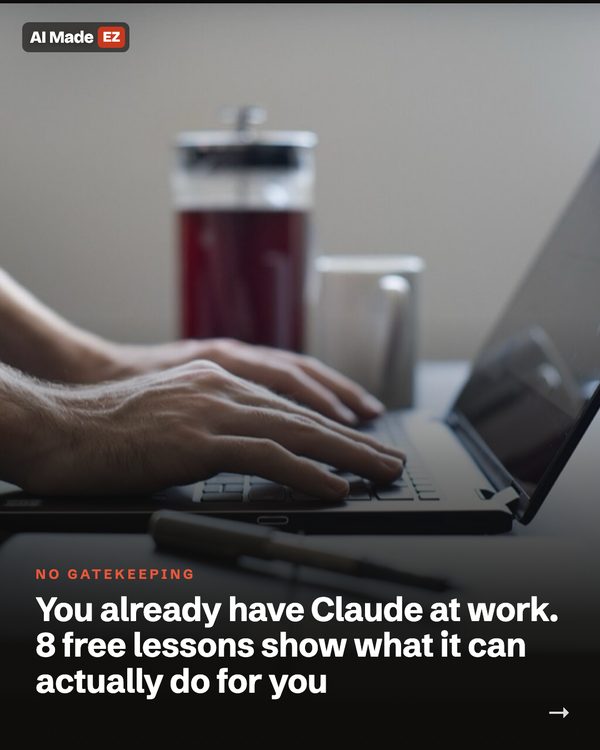 AI Made EZ
NO GATEKEEPING
You already have Claude at work.
8 free lessons show what it can
actually do for you
→